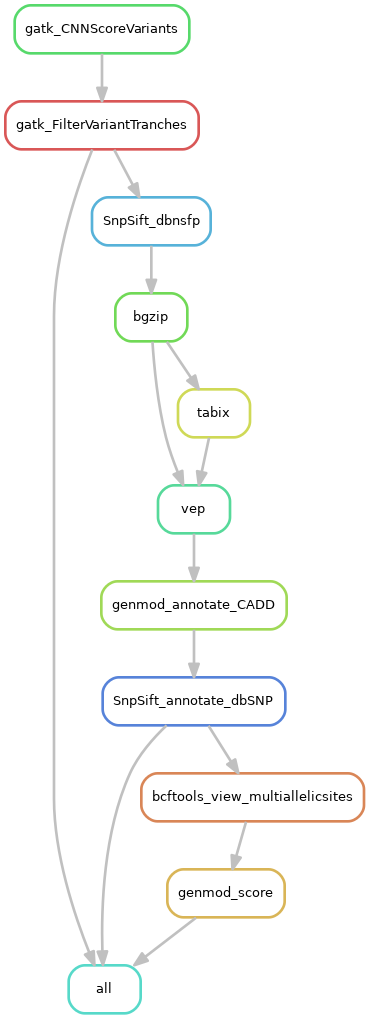 gatk_CNNScoreVariants
gatk_FilterVariantTranches
SnpSift_dbnsfp
bgzip
tabix
vep
genmod_annotate_CADD
SnpSift_annotate_dbSNP
bcftools_view_multiallelicsites
genmod_score
all